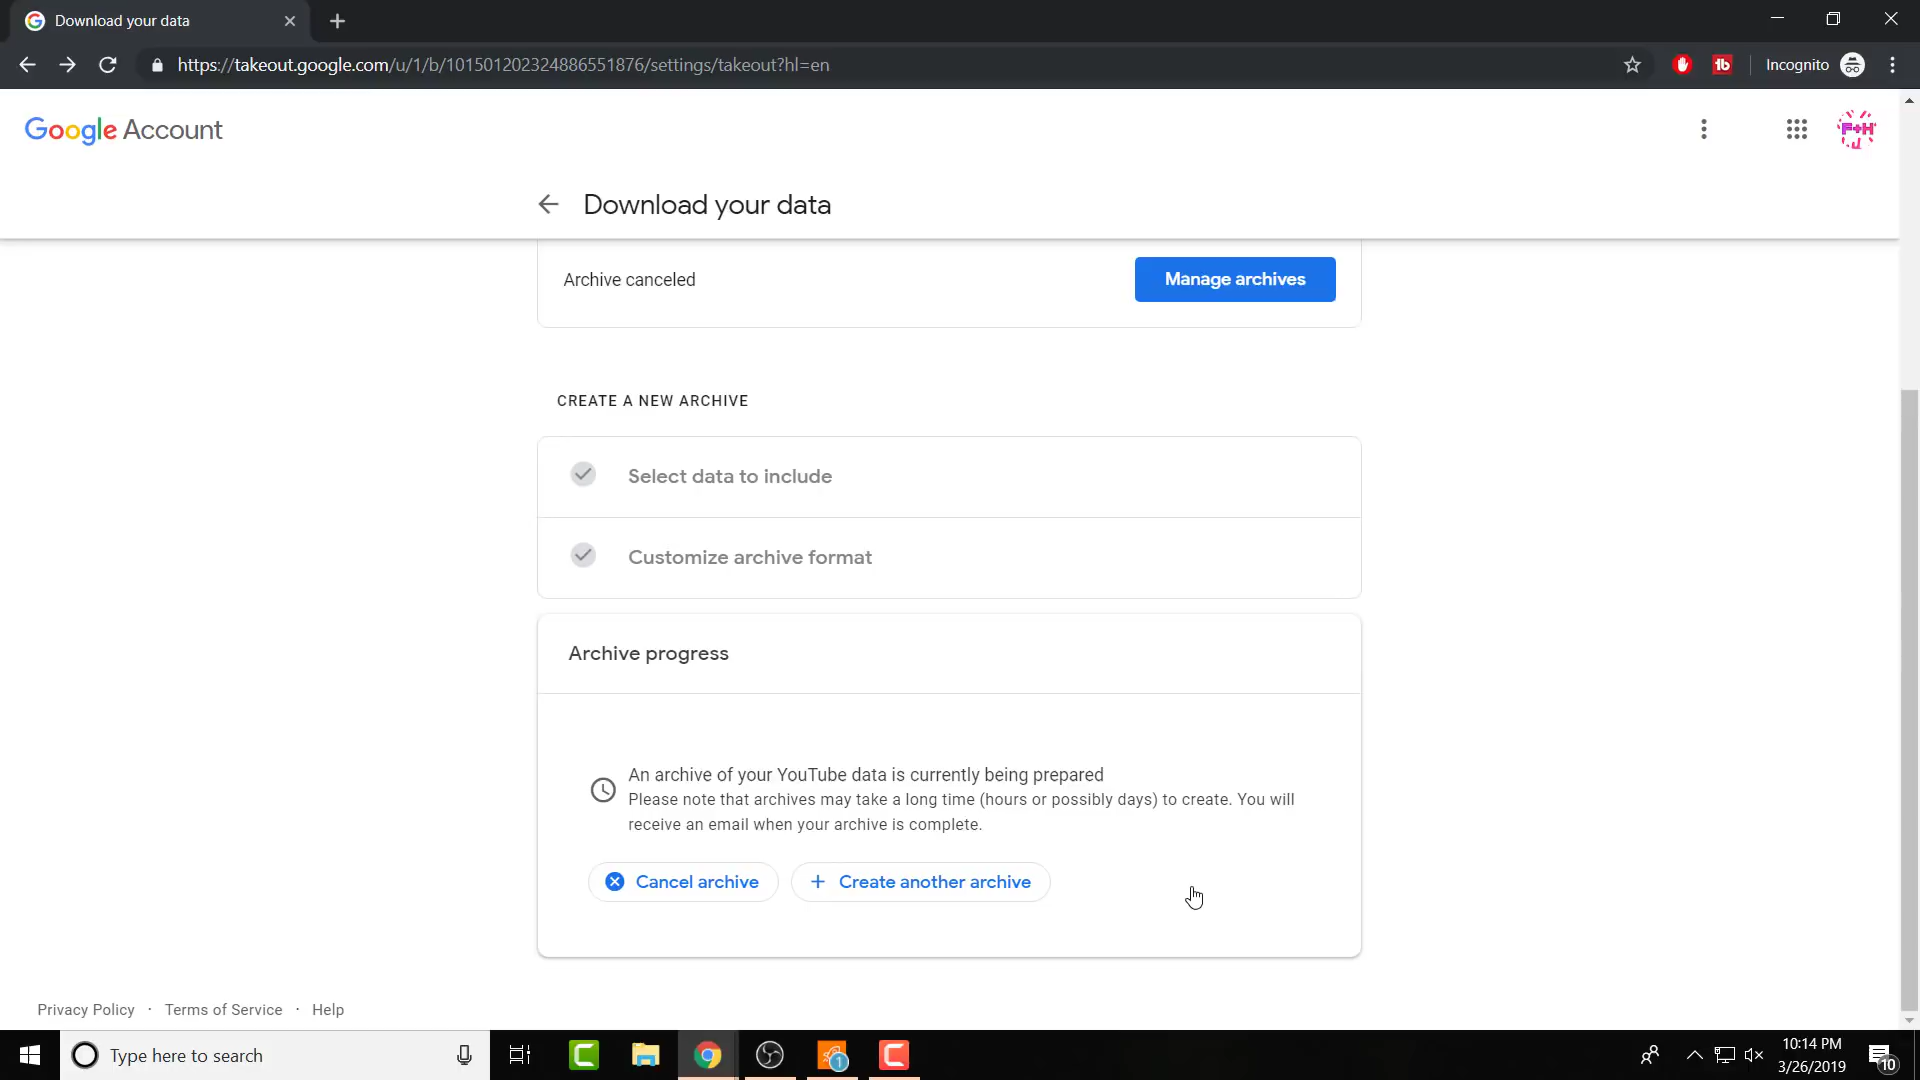 Download your data
https://takeout.google.com/u/1/b/101501202324886551876/settings/takeout?hl=en
Incognito
Google Account
F+H
Download your data
Archive canceled
Manage archives
CREATE A NEW ARCHIVE
Select data to include
Customize archive format
Archive progress
An archive of your YouTube data is currently being prepared
Please note that archives may take a long time (hours or possibly days) to create. You will
receive an email when your archive is complete.
Cancel archive
+ Create another archive
Privacy Policy · Terms of Service · Help
Type here to search
1
10:14 PM
3/26/2019
10